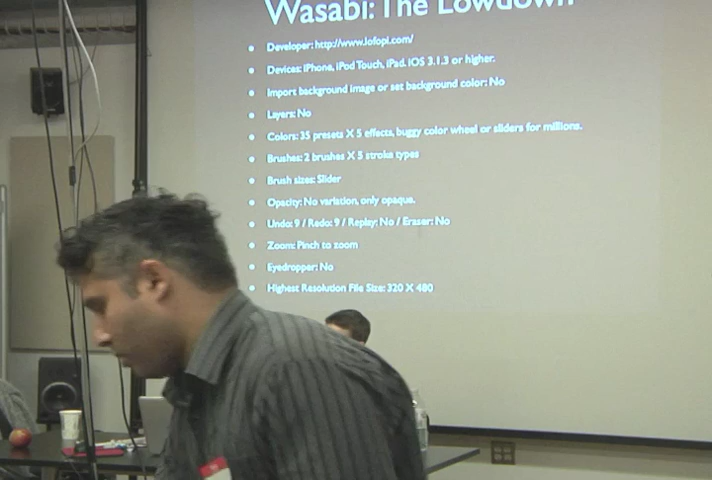 Wasabi: The Lowdown
Developer: http://www.lofopi.com/
Devices: iPhone, iPod Touch, iPad. iOS 3.1.3 or higher.
Import background image or set background color: No
Layers: No
Colors: 35 presets X 5 effects, buggy color wheel or sliders for millions.
Brushes: 2 brushes X 5 stroke types
Brush sizes: Slider
Opacity: No variation, only opaque.
Undo: 9 / Redo: 9 / Replay: No / Eraser: No
Zoom: Pinch to zoom
Eyedropper: No
Highest Resolution File Size: 320 X 480